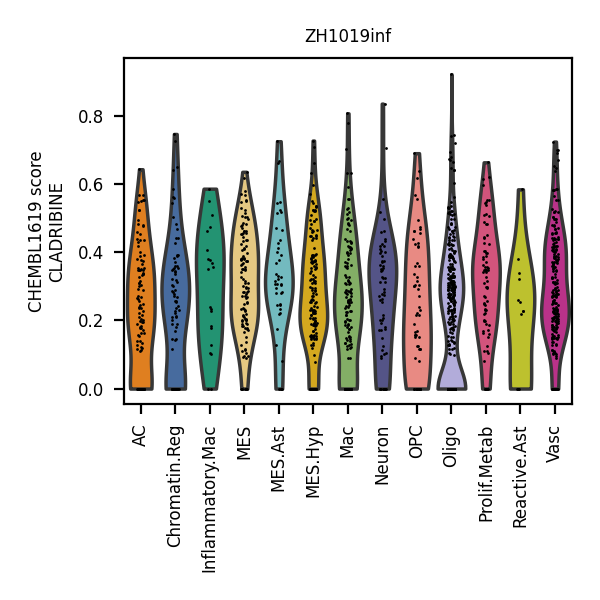 ZH1019inf
CHEMBL1619 score
CLADRIBINE
0.8
0.6
0.4
0.2
0.0
AC
Chromatin.Reg
Inflammatory.Mac
MES
MES.Ast
MES.Hyp
Mac
Neuron
OPC
Oligo
Prolif.Metab
Reactive.Ast
Vasc